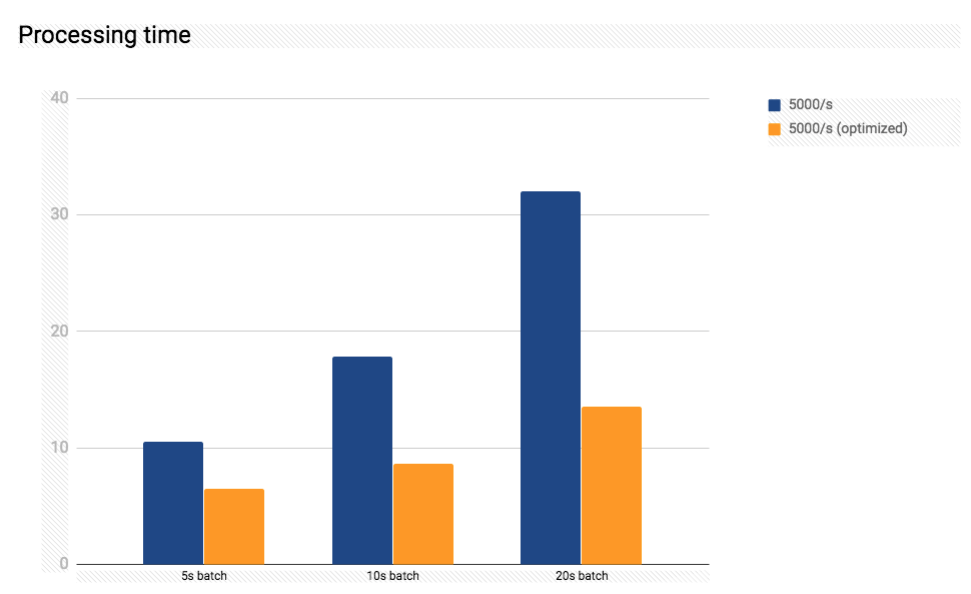 Processing time
40
30
20
10
0
5s batch
10s batch
20s batch
5000/s
5000/s (optimized)